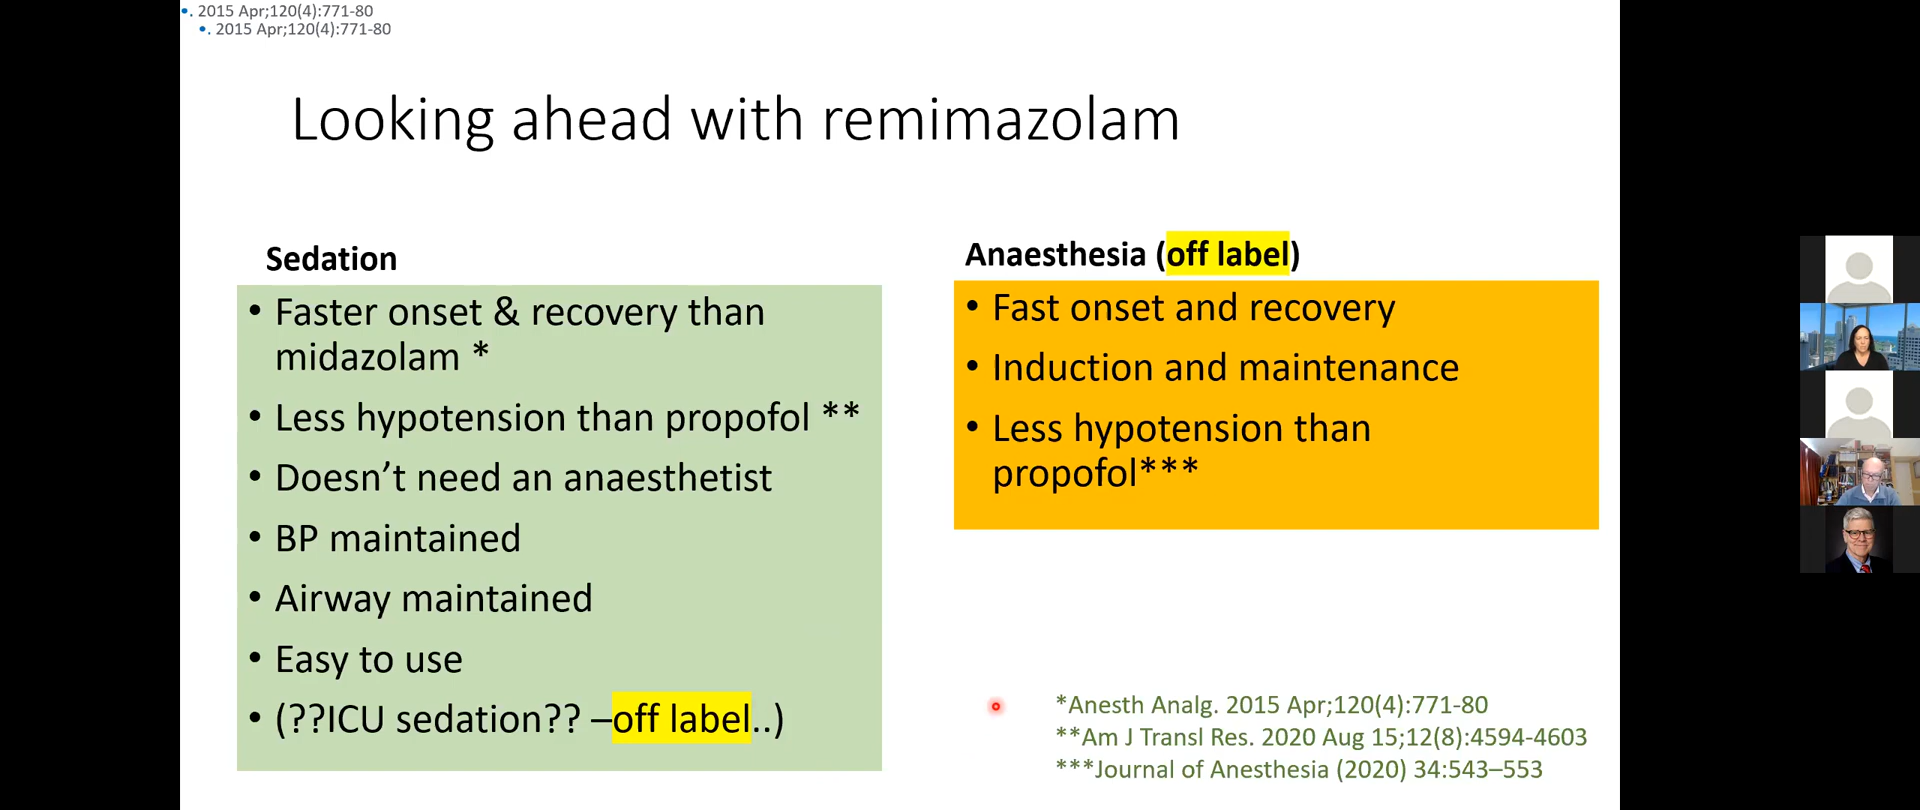 •. 2015 Apr;120(4):771-80
•. 2015 Apr;120(4):771-80
Looking ahead with remimazolam
Sedation
• Faster onset & recovery than
midazolam *
• Less hypotension than propofol **
• Doesn’t need an anaesthetist
• BP maintained
• Airway maintained
• Easy to use
• (??ICU sedation?? –off label..)
Anaesthesia (off label)
• Fast onset and recovery
• Induction and maintenance
• Less hypotension than
propofol***
*Anesth Analg. 2015 Apr;120(4):771-80
**Am J Transl Res. 2020 Aug 15;12(8):4594-4603
***Journal of Anesthesia (2020) 34:543–553